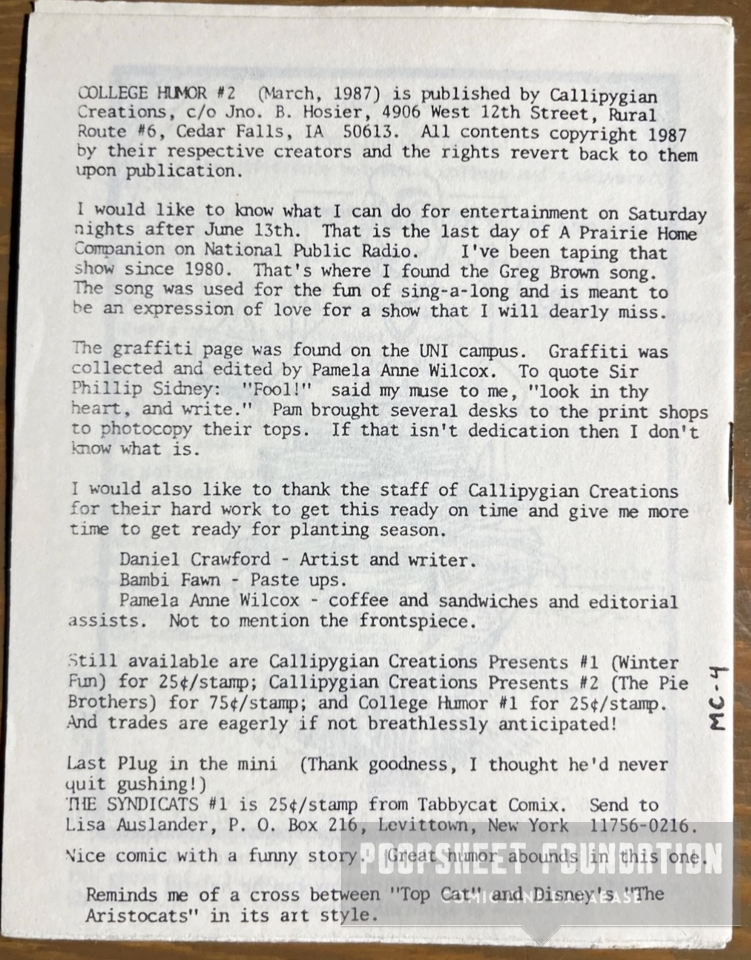 COLLEGE HUMOR #2 (March, 1987) is published by Callipygian
Creations, c/o Jno. B. Hosier, 4906 West 12th Street, Rural
Route #6, Cedar Falls, IA 50613. All contents copyright 1987
by their respective creators and the rights revert back to them
upon publication.
I would like to know what I can do for entertainment on Saturday
nights after June 13th. That is the last day of A Prairie Home
Companion on National Public Radio. I've been taping that
show since 1980. That's where I found the Greg Brown song.
The song was used for the fun of sing-a-long and is meant to
be an expression of love for a show that I will dearly miss.
The graffiti page was found on the UNI campus. Graffiti was
collected and edited by Pamela Anne Wilcox. To quote Sir
Phillip Sidney: "Fool!" said my muse to me, "look in thy
heart, and write." Pam brought several desks to the print shops
to photocopy their tops. If that isn't dedication then I don't
know what is.
I would also like to thank the staff of Callipygian Creations
for their hard work to get this ready on time and give me more
time to get ready for planting season.
Daniel Crawford - Artist and writer.
Bambi Fawn - Paste ups.
Pamela Anne Wilcox - coffee and sandwiches and editorial
assists. Not to mention the frontspiece.
Still available are Callipygian Creations Presents #1 (Winter
Fun) for 25¢/stamp; Callipygian Creations Presents #2 (The Pie
Brothers) for 75¢/stamp; and College Humor #1 for 25¢/stamp.
And trades are eagerly if not breathlessly anticipated!
MC-4
Last Plug in the mini (Thank goodness, I thought he'd never
quit gushing!)
THE SYNDICATS #1 is 25¢/stamp from Tabbycat Comix. Send to
Lisa Auslander, P. O. Box 216, Levittown, New York 11756-0216.
Nice comic with a funny story. Great humor abounds in this one.
Reminds me of a cross between "Top Cat" and Disney's "The
Aristocats" in its art style.
POOPSHEET FOUNDATION
COMIC ZINE DATABASE